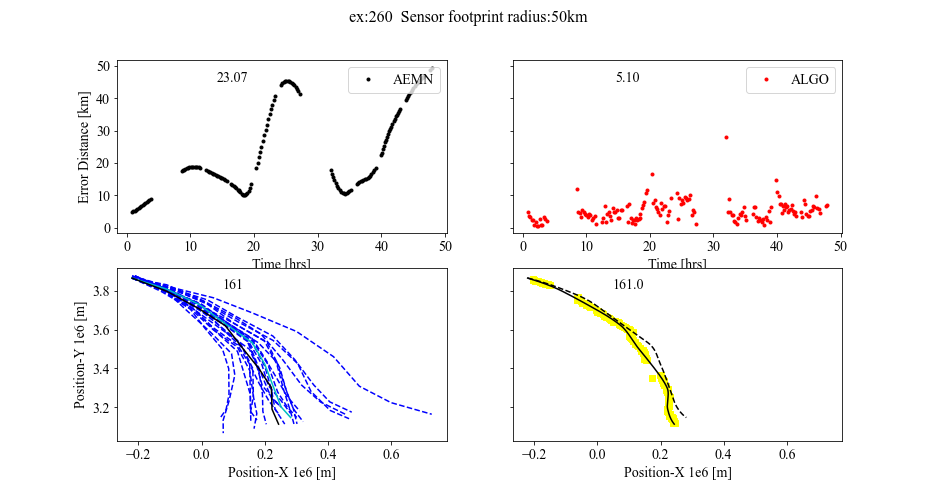 ex:260  Sensor footprint radius:50km
23.07
AEMN
5.10
ALGO
Error Distance [km]
50
40
30
20
10
0
0 10 20 30 40 50
0 10 20 30 40 50
Time [hrs]
Time [hrs]
161
161.0
Position-Y 1e6 [m]
3.8
3.6
3.4
3.2
−0.2 0.0 0.2 0.4 0.6
−0.2 0.0 0.2 0.4 0.6
Position-X 1e6 [m]
Position-X 1e6 [m]